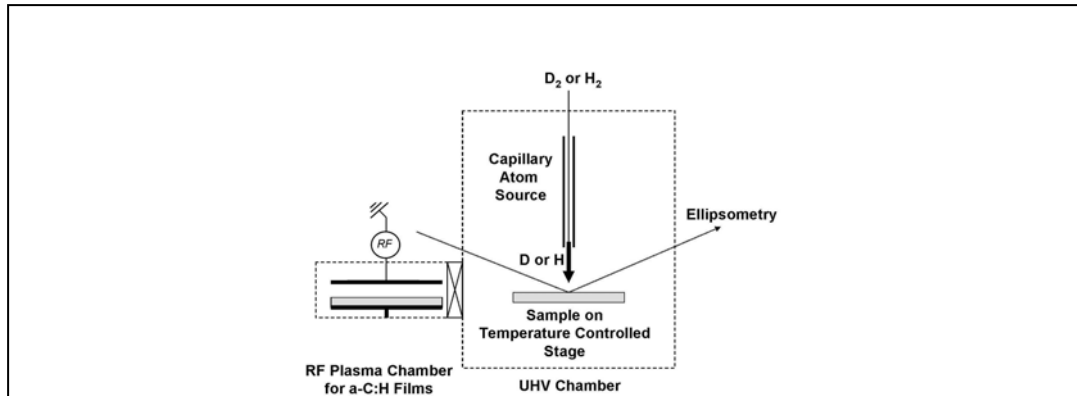 D₂ or H₂
Capillary
Atom
Source
Ellipsometry
RF
D or H
Sample on
Temperature Controlled
Stage
RF Plasma Chamber
for a-C:H Films
UHV Chamber